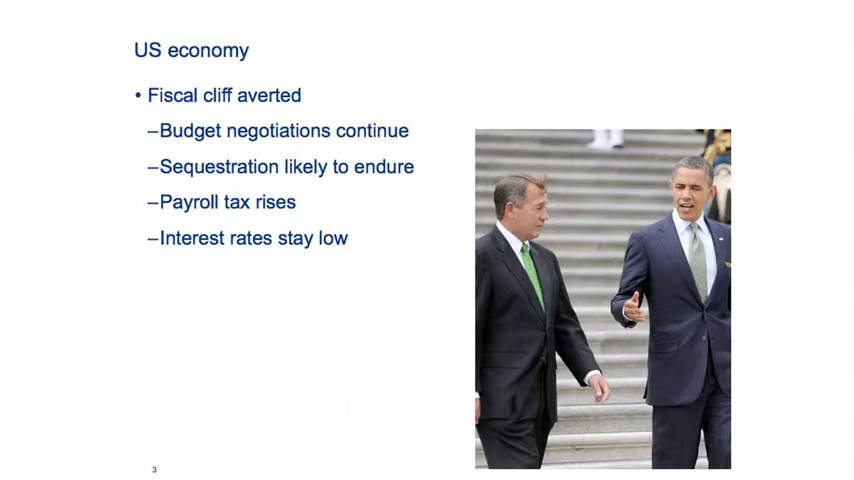 US economy
• Fiscal cliff averted
–Budget negotiations continue
–Sequestration likely to endure
–Payroll tax rises
–Interest rates stay low
3